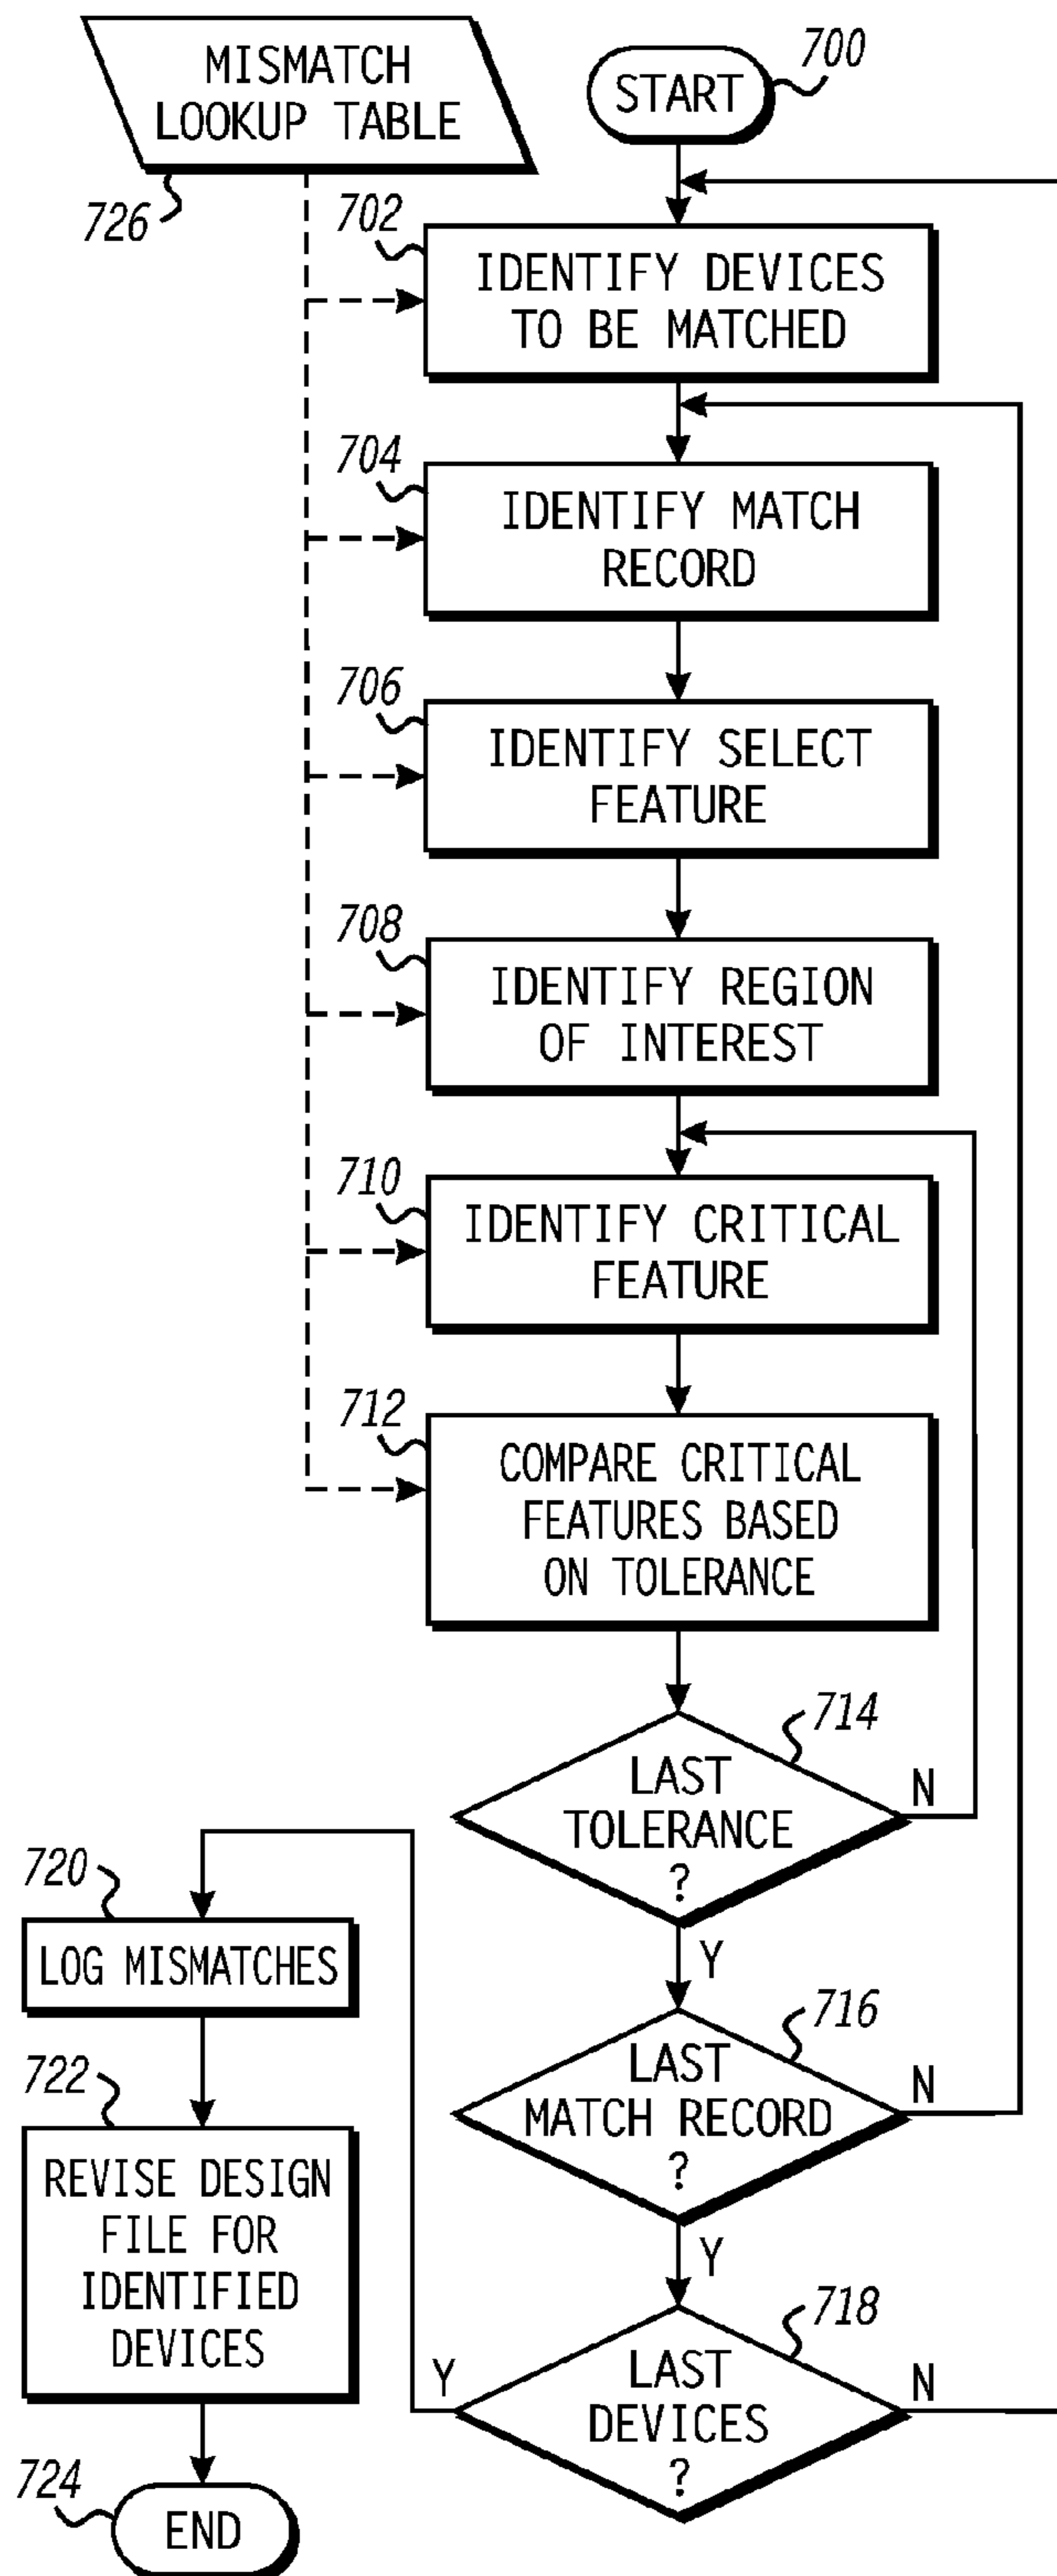 MISMATCH
LOOKUP TABLE
726
START
700
702
IDENTIFY DEVICES
TO BE MATCHED
704
IDENTIFY MATCH
RECORD
706
IDENTIFY SELECT
FEATURE
708
IDENTIFY REGION
OF INTEREST
710
IDENTIFY CRITICAL
FEATURE
712
COMPARE CRITICAL
FEATURES BASED
ON TOLERANCE
714
LAST
TOLERANCE
?
N
Y
716
LAST
MATCH RECORD
?
N
Y
718
LAST
DEVICES
?
N
Y
720
LOG MISMATCHES
722
REVISE DESIGN
FILE FOR
IDENTIFIED
DEVICES
724
END